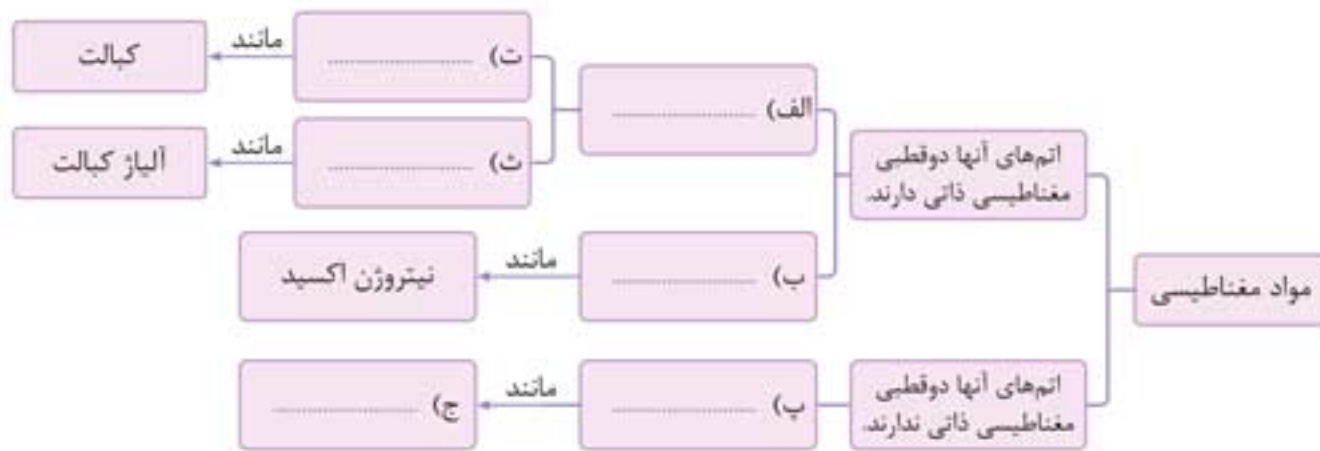 مواد مغناطیسی
اتم‌های آنها دوقطبی
مغناطیسی ذاتی دارند.
الف) ....................
ت) ....................
مانند
کبالت
ث) ....................
مانند
آلیاژ کبالت
ب) ....................
مانند
نیتروژن اکسید
اتم‌های آنها دوقطبی
مغناطیسی ذاتی ندارند.
پ) ....................
مانند
ج) ....................